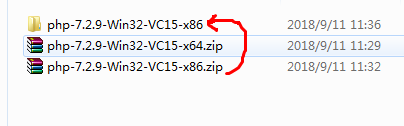 php-7.2.9-Win32-VC15-x86 2018/9/11 11:36
php-7.2.9-Win32-VC15-x64.zip 2018/9/11 11:29
php-7.2.9-Win32-VC15-x86.zip 2018/9/11 11:32